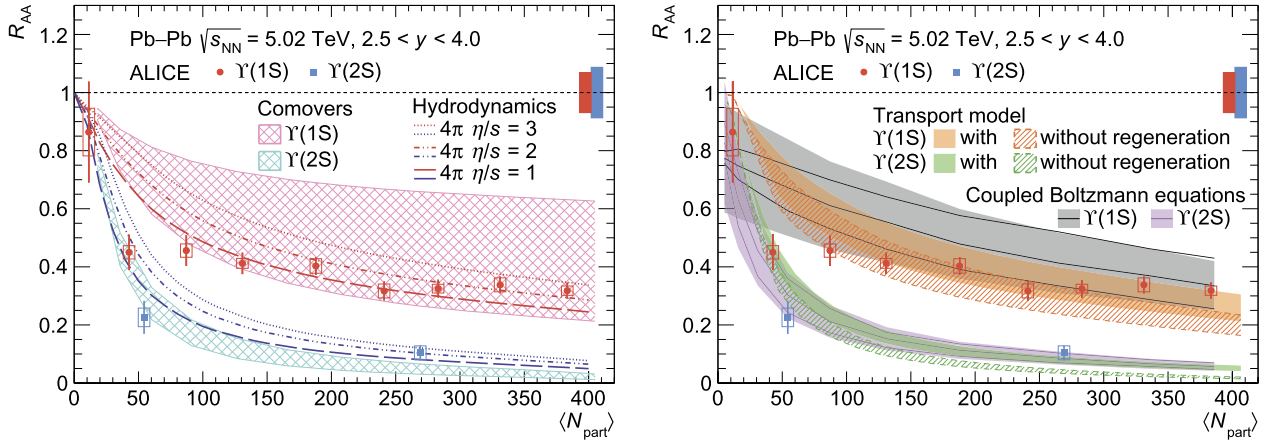 R_AA
1.2
1
0.8
0.6
0.4
0.2
0
Pb–Pb √s_NN = 5.02 TeV, 2.5 < y < 4.0
ALICE ϒ(1S) ϒ(2S)
Comovers
ϒ(1S)
ϒ(2S)
Hydrodynamics
4π η/s = 3
4π η/s = 2
4π η/s = 1
0 50 100 150 200 250 300 350 400
⟨N_part⟩
R_AA
1.2
1
0.8
0.6
0.4
0.2
0
Pb–Pb √s_NN = 5.02 TeV, 2.5 < y < 4.0
ALICE ϒ(1S) ϒ(2S)
Transport model
ϒ(1S) with without regeneration
ϒ(2S) with without regeneration
Coupled Boltzmann equations
ϒ(1S) ϒ(2S)
0 50 100 150 200 250 300 350 400
⟨N_part⟩